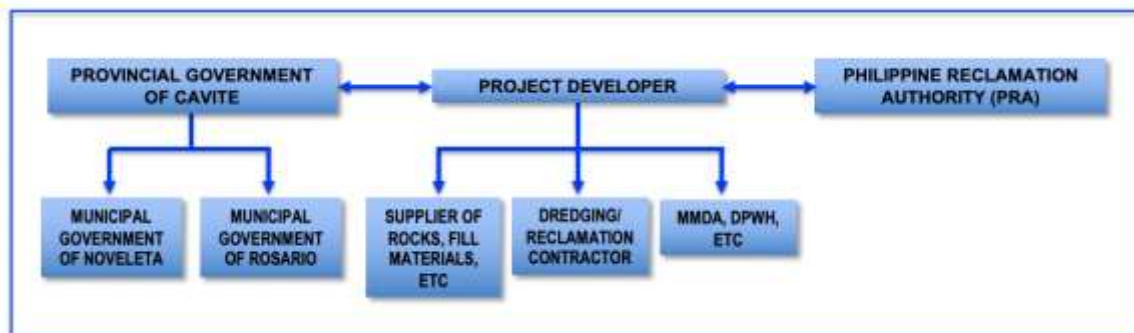 PROVINCIAL GOVERNMENT
OF CAVITE
PROJECT DEVELOPER
PHILIPPINE RECLAMATION
AUTHORITY (PRA)
MUNICIPAL
GOVERNMENT
OF NOVELETA
MUNICIPAL
GOVERNMENT
OF ROSARIO
SUPPLIER OF
ROCKS, FILL
MATERIALS,
ETC
DREDGING/
RECLAMATION
CONTRACTOR
MMDA, DPWH,
ETC